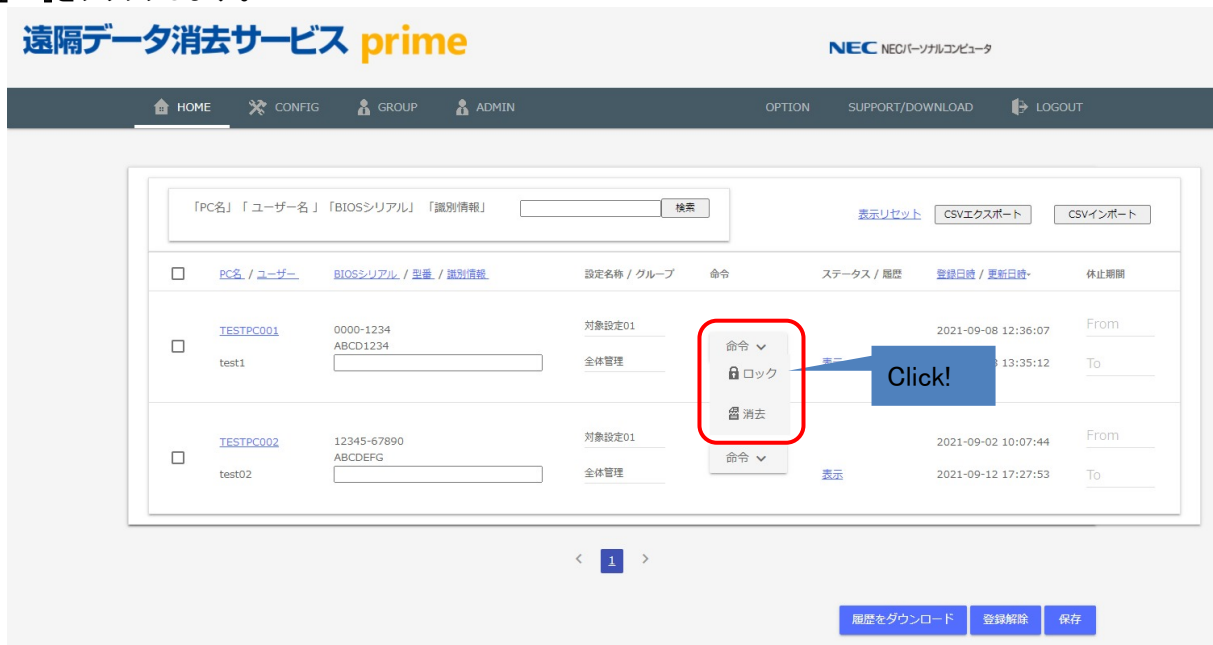 遠隔データ消去サービス prime
NEC NECパーソナルコンピュータ
HOME CONFIG GROUP ADMIN OPTION SUPPORT/DOWNLOAD LOGOUT
「PC名」「 ユーザー名 」「BIOSシリアル」「識別情報」 検索 表示リセット CSVエクスポート CSVインポート
PC名 / ユーザー BIOSシリアル / 型番 / 識別情報 設定名称 / グループ 命令 ステータス / 履歴 登録日時 / 更新日時- 休止期間
TESTPC001 0000-1234 対象設定01 2021-09-08 12:36:07 From
ABCD1234 命令
test1 全体管理 13:35:12 To
ロック
Click!
消去
TESTPC002 12345-67890 対象設定01 2021-09-02 10:07:44 From
ABCDEFG 命令
test02 全体管理 表示 2021-09-12 17:27:53 To
< 1 >
履歴をダウンロード 登録解除 保存